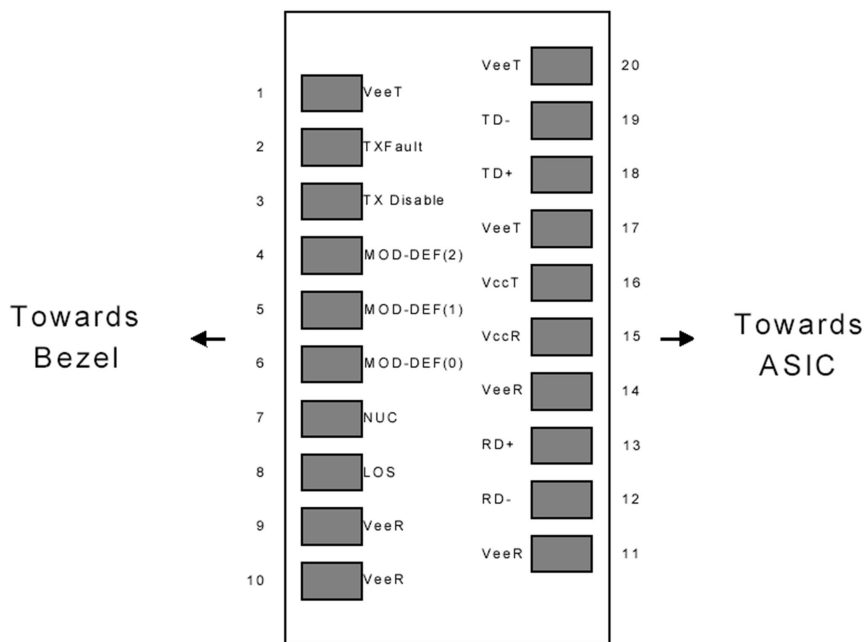 1 VeeT
2 TXFault
3 TX Disable
4 MOD-DEF(2)
5 MOD-DEF(1)
6 MOD-DEF(0)
7 NUC
8 LOS
9 VeeR
10 VeeR
VeeT 20
TD- 19
TD+ 18
VeeT 17
VccT 16
VccR 15
VeeR 14
RD+ 13
RD- 12
VeeR 11
Towards
Bezel
Towards
ASIC